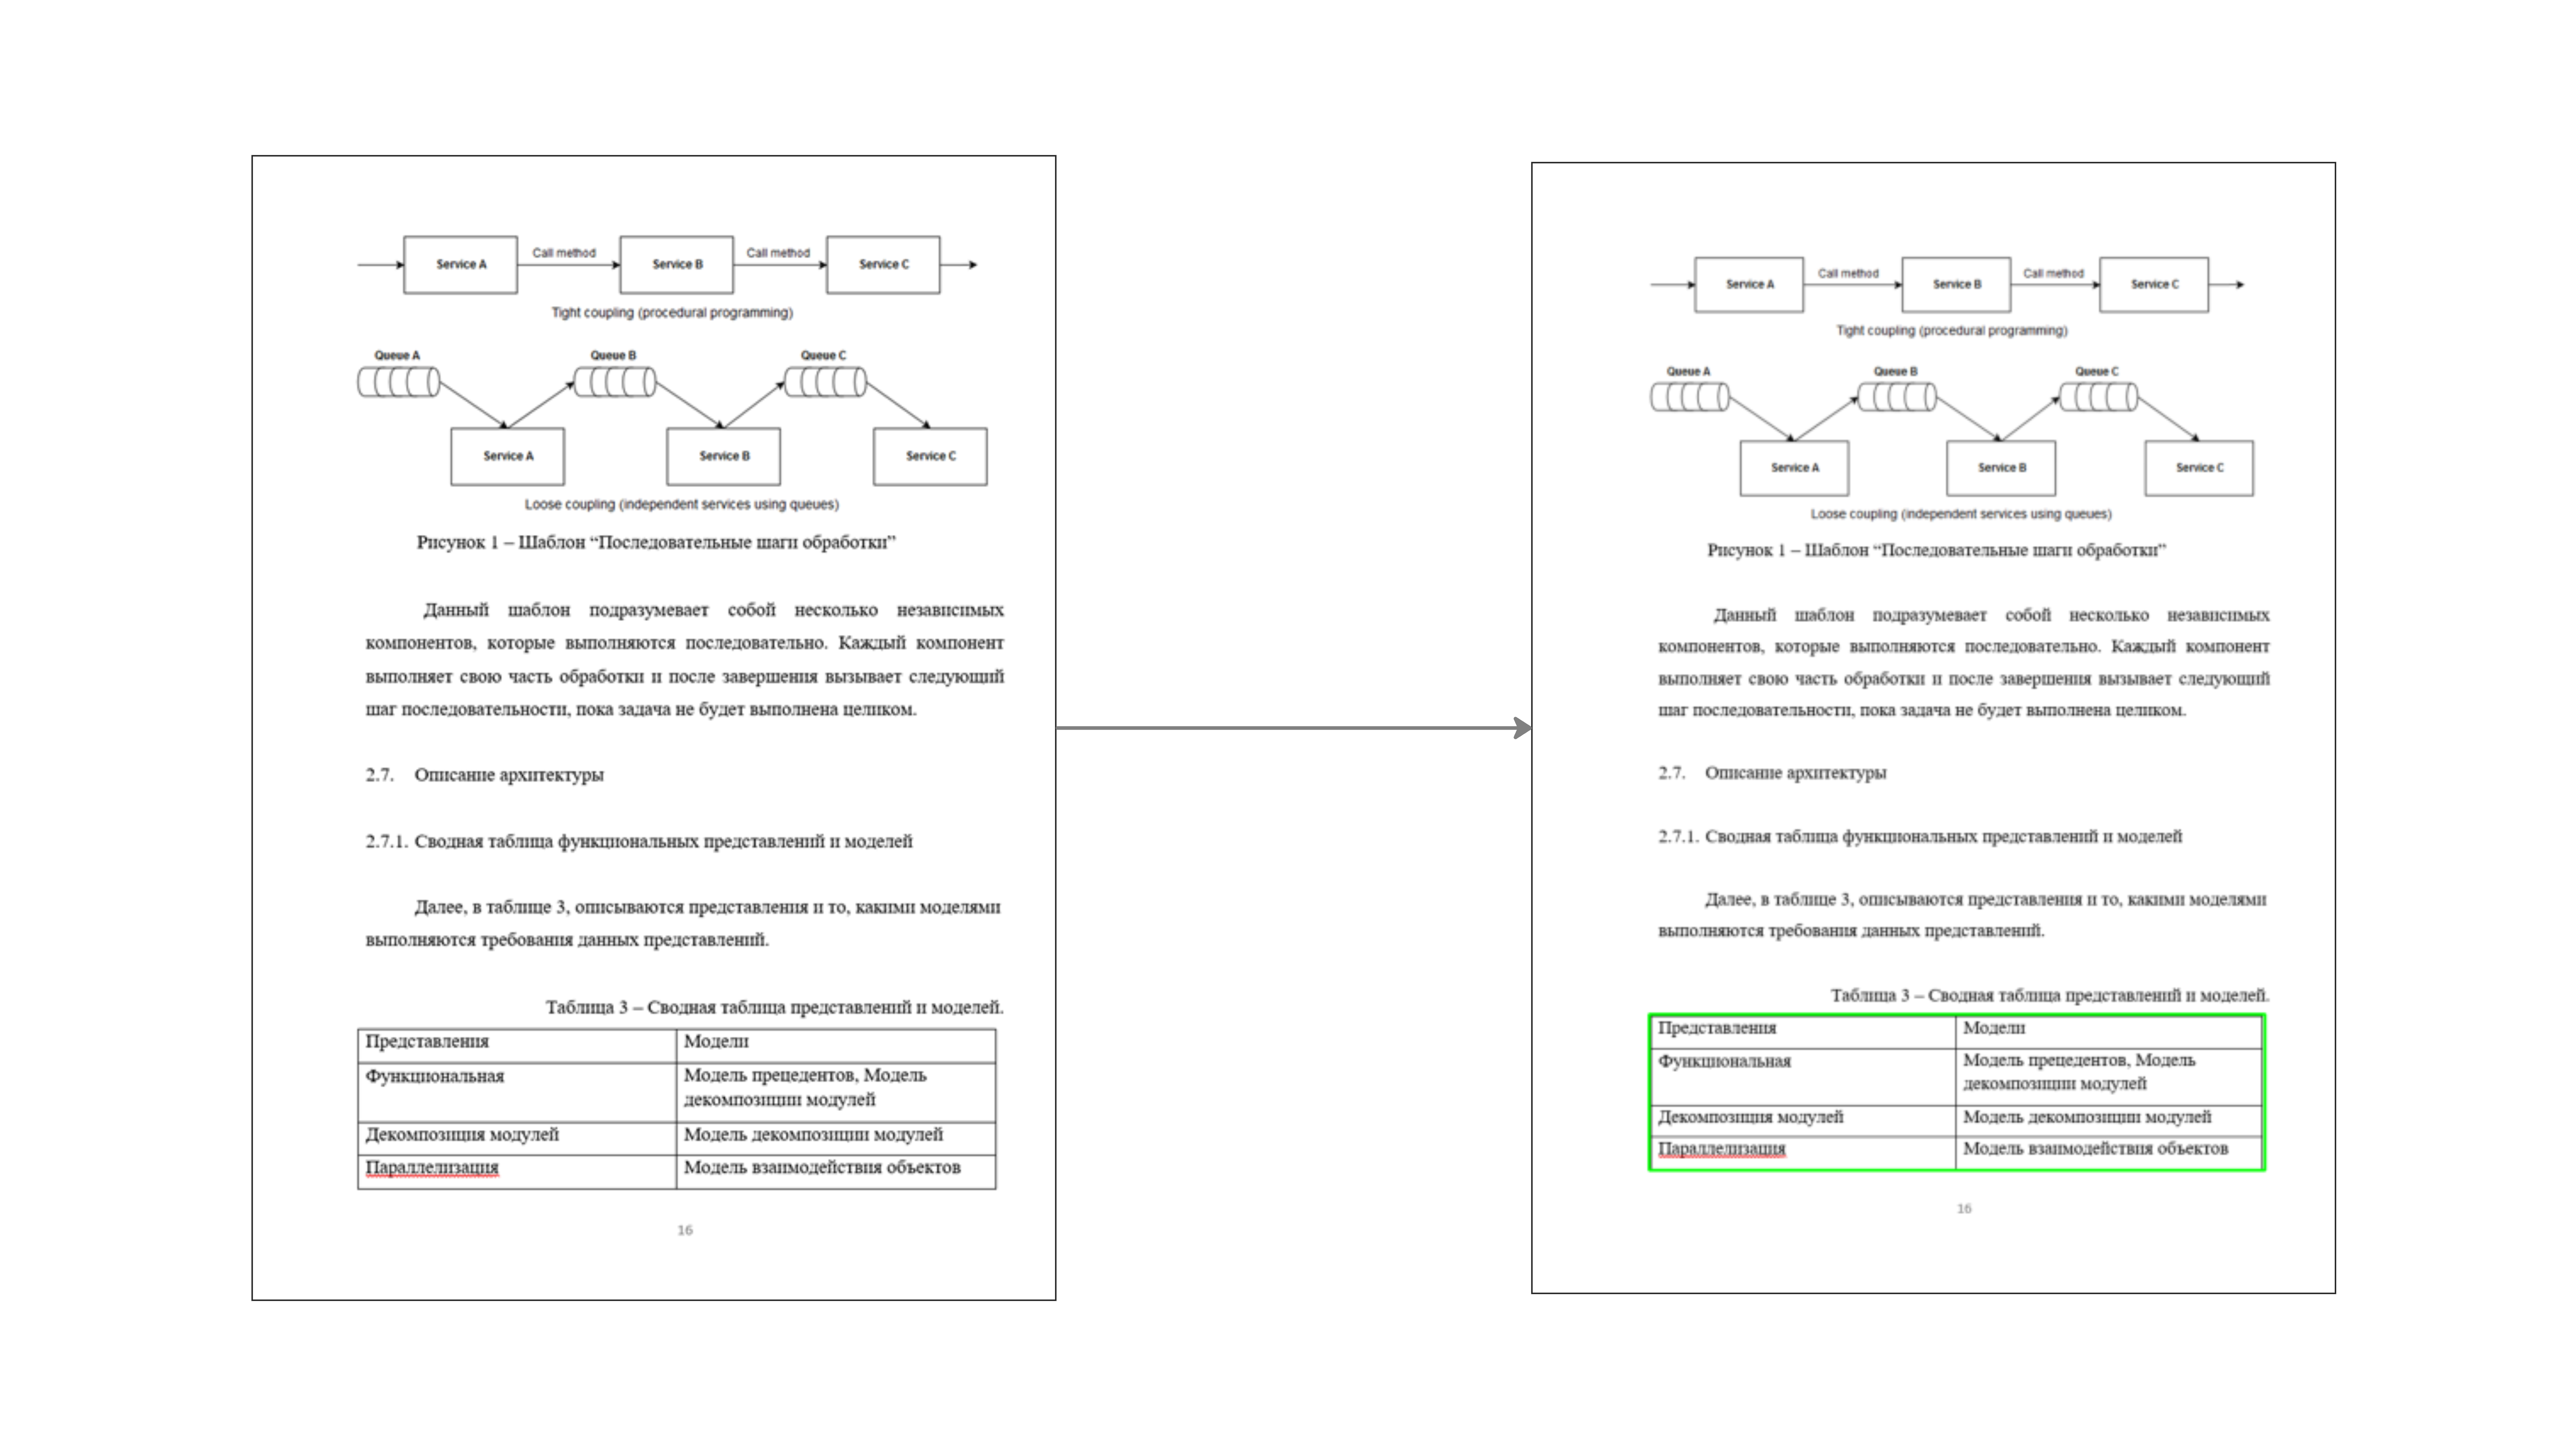 Service A
Call method
Service B
Call method
Service C
Tight coupling (procedural programming)
Queue A
Queue B
Queue C
Service A
Service B
Service C
Loose coupling (independent services using queues)
Рисунок 1 – Шаблон “Последовательные шаги обработки”
Данный шаблон подразумевает собой несколько независимых
компонентов, которые выполняются последовательно. Каждый компонент
выполняет свою часть обработки и после завершения вызывает следующий
шаг последовательности, пока задача не будет выполнена целиком.
2.7. Описание архитектуры
2.7.1. Сводная таблица функциональных представлений и моделей
Далее, в таблице 3, описываются представления и то, какими моделями
выполняются требования данных представлений.
Таблица 3 – Сводная таблица представлений и моделей.
Представления
Модели
Функциональная
Модель прецедентов, Модель
декомпозиции модулей
Декомпозиция модулей
Модель декомпозиции модулей
Параллелизация
Модель взаимодействия объектов
16
Service A
Call method
Service B
Call method
Service C
Tight coupling (procedural programming)
Queue A
Queue B
Queue C
Service A
Service B
Service C
Loose coupling (independent services using queues)
Рисунок 1 – Шаблон “Последовательные шаги обработки”
Данный шаблон подразумевает собой несколько независимых
компонентов, которые выполняются последовательно. Каждый компонент
выполняет свою часть обработки и после завершения вызывает следующий
шаг последовательности, пока задача не будет выполнена целиком.
2.7. Описание архитектуры
2.7.1. Сводная таблица функциональных представлений и моделей
Далее, в таблице 3, описываются представления и то, какими моделями
выполняются требования данных представлений.
Таблица 3 – Сводная таблица представлений и моделей.
Представления
Модели
Функциональная
Модель прецедентов, Модель
декомпозиции модулей
Декомпозиция модулей
Модель декомпозиции модулей
Параллелизация
Модель взаимодействия объектов
16